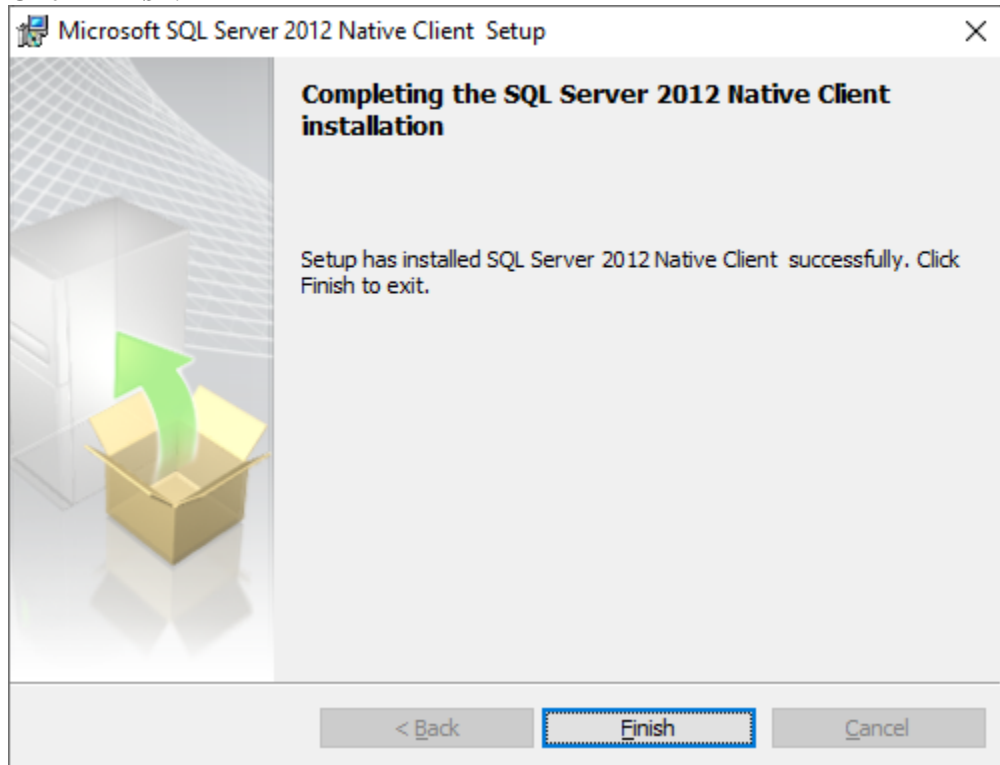 Microsoft SQL Server 2012 Native Client Setup
Completing the SQL Server 2012 Native Client
installation
Setup has installed SQL Server 2012 Native Client successfully. Click
Finish to exit.
< Back
Finish
Cancel